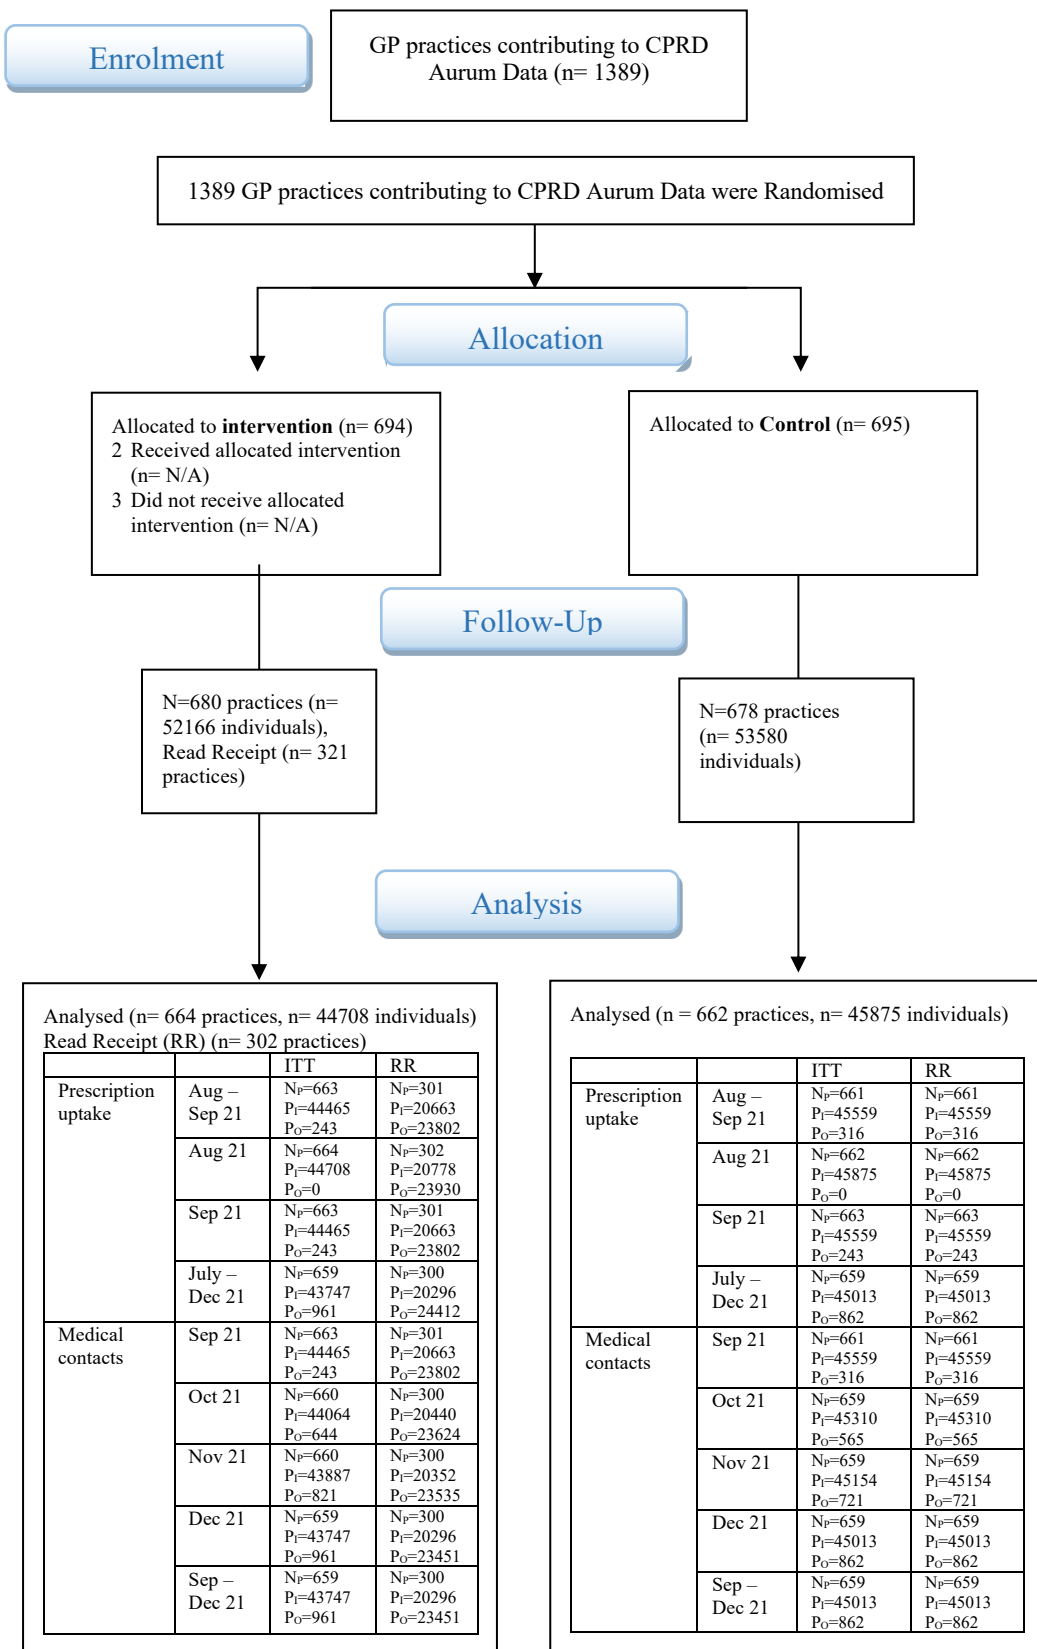 Enrolment
GP practices contributing to CPRD
Aurum Data (n= 1389)
1389 GP practices contributing to CPRD Aurum Data were Randomised
Allocation
Allocated to intervention (n= 694)
2 Received allocated intervention
(n= N/A)
3 Did not receive allocated
intervention (n= N/A)
Allocated to Control (n= 695)
Follow-Up
N=680 practices (n=
52166 individuals),
Read Receipt (n= 321
practices)
N=678 practices
(n= 53580
individuals)
Analysis
Analysed (n= 664 practices, n= 44708 individuals)
Read Receipt (RR) (n= 302 practices)
ITT RR
Prescription Aug – NP=663 NP=301
uptake Sep 21 PI=44465 PI=20663
PO=243 PO=23802
Aug 21 NP=664 NP=302
PI=44708 PI=20778
PO=0 PO=23930
Sep 21 NP=663 NP=301
PI=44465 PI=20663
PO=243 PO=23802
July – NP=659 NP=300
Dec 21 PI=43747 PI=20296
PO=961 PO=24412
Medical Sep 21 NP=663 NP=301
contacts PI=44465 PI=20663
PO=243 PO=23802
Oct 21 NP=660 NP=300
PI=44064 PI=20440
PO=644 PO=23624
Nov 21 NP=660 NP=300
PI=43887 PI=20352
PO=821 PO=23535
Dec 21 NP=659 NP=300
PI=43747 PI=20296
PO=961 PO=23451
Sep – NP=659 NP=300
Dec 21 PI=43747 PI=20296
PO=961 PO=23451
Analysed (n = 662 practices, n= 45875 individuals)
ITT RR
Prescription Aug – NP=661 NP=661
uptake Sep 21 PI=45559 PI=45559
PO=316 PO=316
Aug 21 NP=662 NP=662
PI=45875 PI=45875
PO=0 PO=0
Sep 21 NP=663 NP=663
PI=45559 PI=45559
PO=243 PO=243
July – NP=659 NP=659
Dec 21 PI=45013 PI=45013
PO=862 PO=862
Medical Sep 21 NP=661 NP=661
contacts PI=45559 PI=45559
PO=316 PO=316
Oct 21 NP=659 NP=659
PI=45310 PI=45310
PO=565 PO=565
Nov 21 NP=659 NP=659
PI=45154 PI=45154
PO=721 PO=721
Dec 21 NP=659 NP=659
PI=45013 PI=45013
PO=862 PO=862
Sep – NP=659 NP=659
Dec 21 PI=45013 PI=45013
PO=862 PO=862